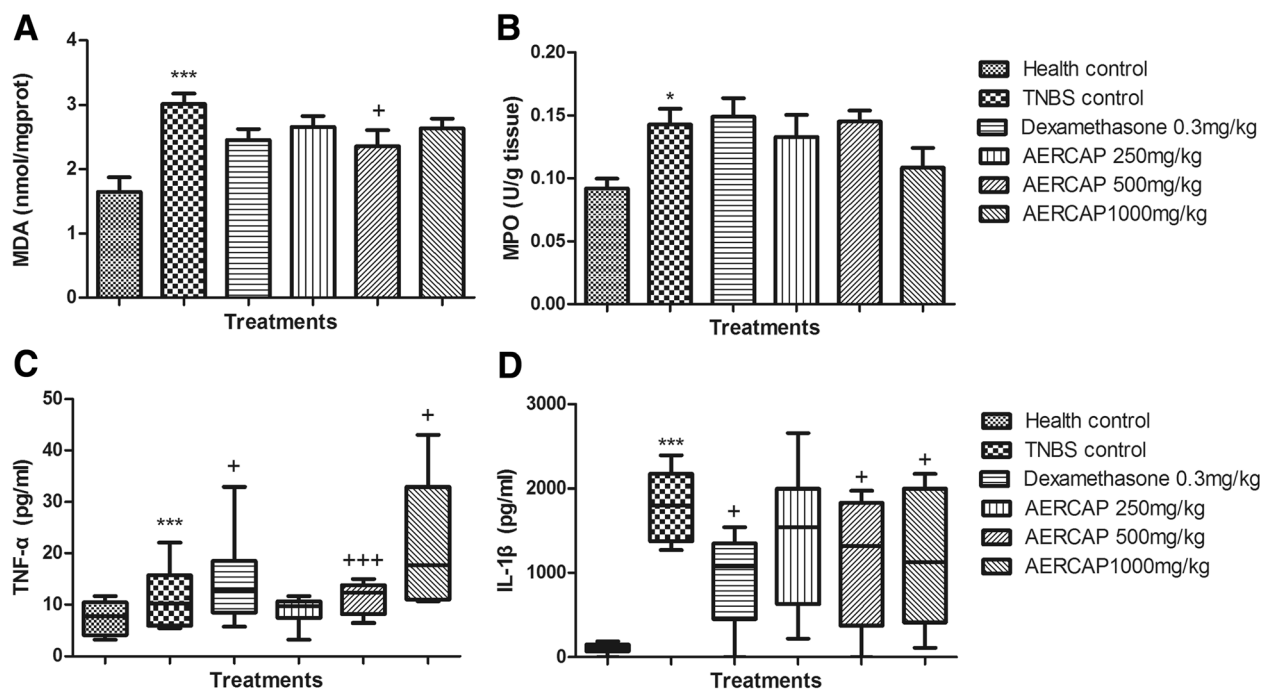 A
MDA (nmol/mgprot)
4
3
2
1
0
***
+
Treatments
B
MPO (U/g tissue)
0.20
0.15
0.10
0.05
0.00
*
Treatments
Health control
TNBS control
Dexamethasone 0.3mg/kg
AERCAP 250mg/kg
AERCAP 500mg/kg
AERCAP1000mg/kg
C
TNF-α (pg/ml)
50
40
30
20
10
0
***
+
+++
+
Treatments
D
IL-1β (pg/ml)
3000
2000
1000
0
***
+
+
+
Treatments
Health control
TNBS control
Dexamethasone 0.3mg/kg
AERCAP 250mg/kg
AERCAP 500mg/kg
AERCAP1000mg/kg